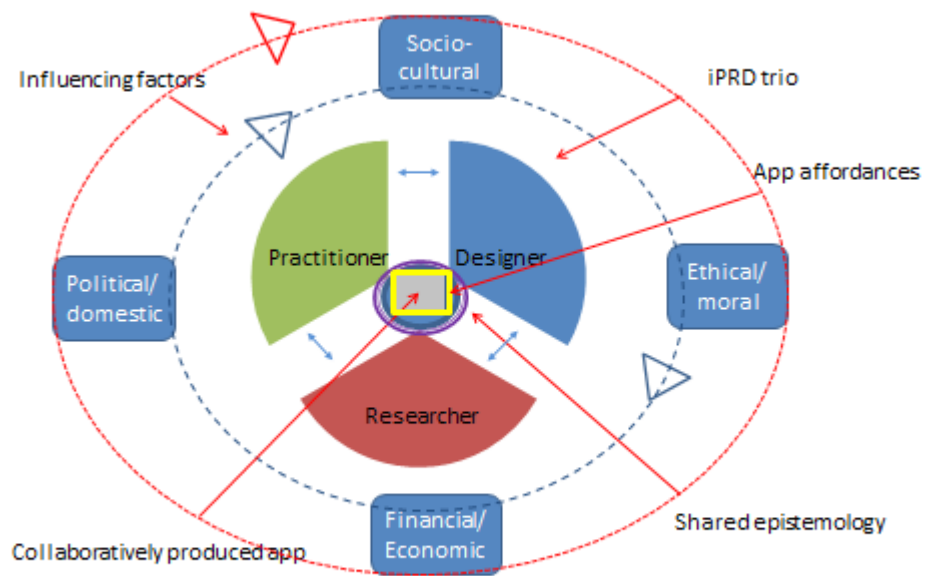 Socio-
cultural
Influencing factors
iPRD trio
App affordances
Practitioner
Designer
Political/
domestic
Ethical/
moral
Researcher
Financial/
Economic
Shared epistemology
Collaboratively produced app